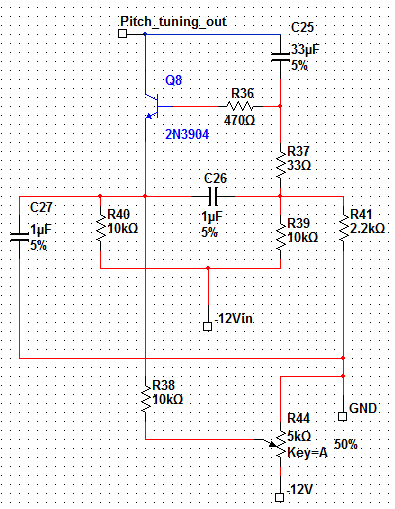 Pitch_tuning_out
C25
33µF
5%
Q8
R36
470Ω
2N3904
R37
33Ω
C26
1µF
5%
C27
1µF
5%
R40
10kΩ
R39
10kΩ
R41
2.2kΩ
-12Vin
R38
10kΩ
GND
R44
5kΩ
Key=A
50%
-12V